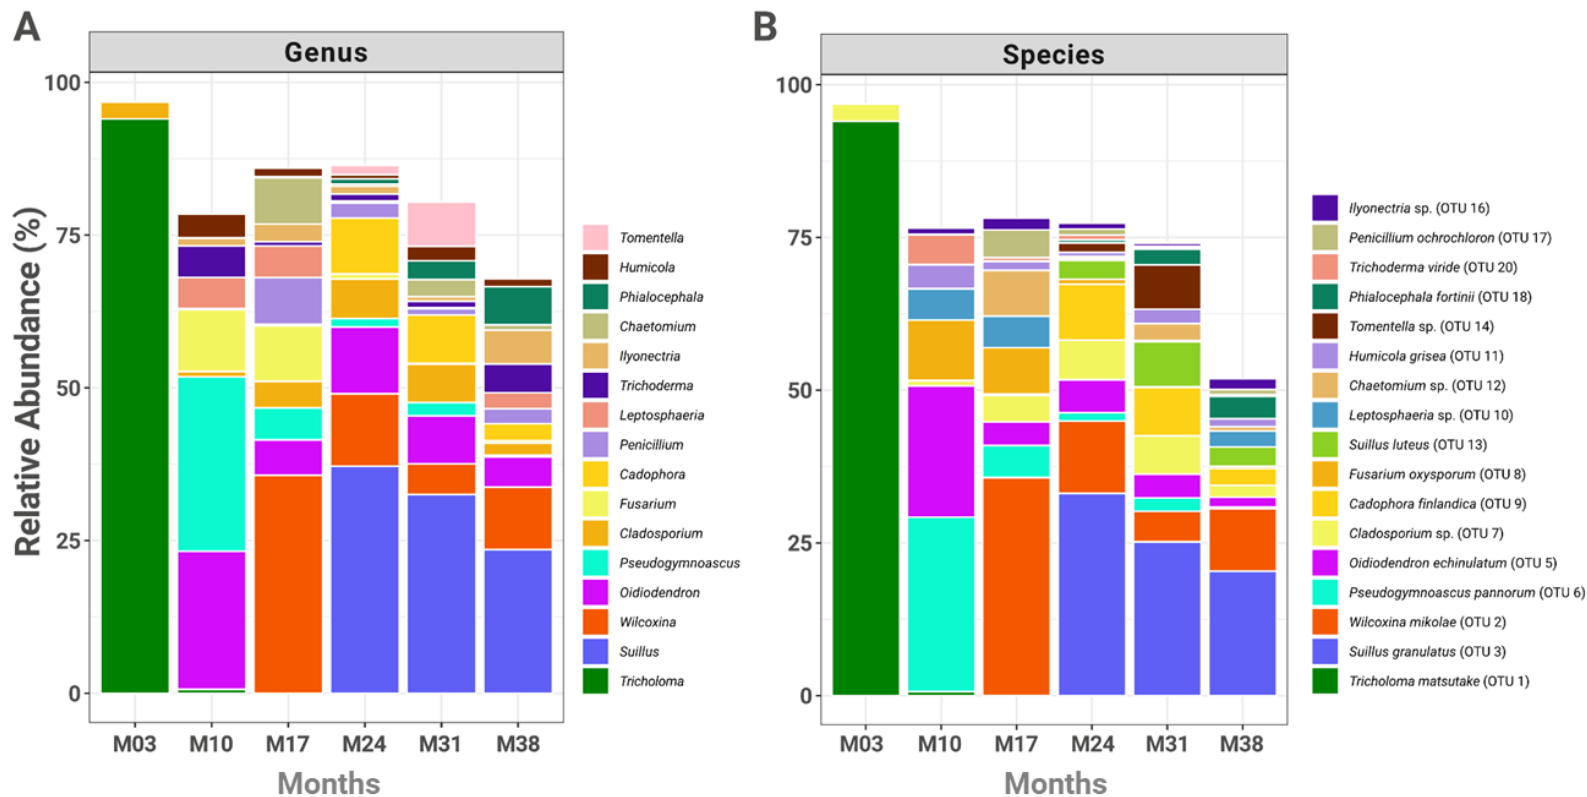 A
Genus
Relative Abundance (%)
100
75
50
25
0
M03 M10 M17 M24 M31 M38
Months
Tomentella
Humicola
Phialocephala
Chaetomium
Ilyonectria
Trichoderma
Leptosphaeria
Penicillium
Cadophora
Fusarium
Cladosporium
Pseudogymnoascus
Oidiodendron
Wilcoxina
Suillus
Tricholoma
B
Species
100
75
50
25
0
M03 M10 M17 M24 M31 M38
Months
Ilyonectria sp. (OTU 16)
Penicillium ochrochloron (OTU 17)
Trichoderma viride (OTU 20)
Phialocephala fortinii (OTU 18)
Tomentella sp. (OTU 14)
Humicola grisea (OTU 11)
Chaetomium sp. (OTU 12)
Leptosphaeria sp. (OTU 10)
Suillus luteus (OTU 13)
Fusarium oxysporum (OTU 8)
Cadophora finlandica (OTU 9)
Cladosporium sp. (OTU 7)
Oidiodendron echinulatum (OTU 5)
Pseudogymnoascus pannorum (OTU 6)
Wilcoxina mikolae (OTU 2)
Suillus granulatus (OTU 3)
Tricholoma matsutake (OTU 1)